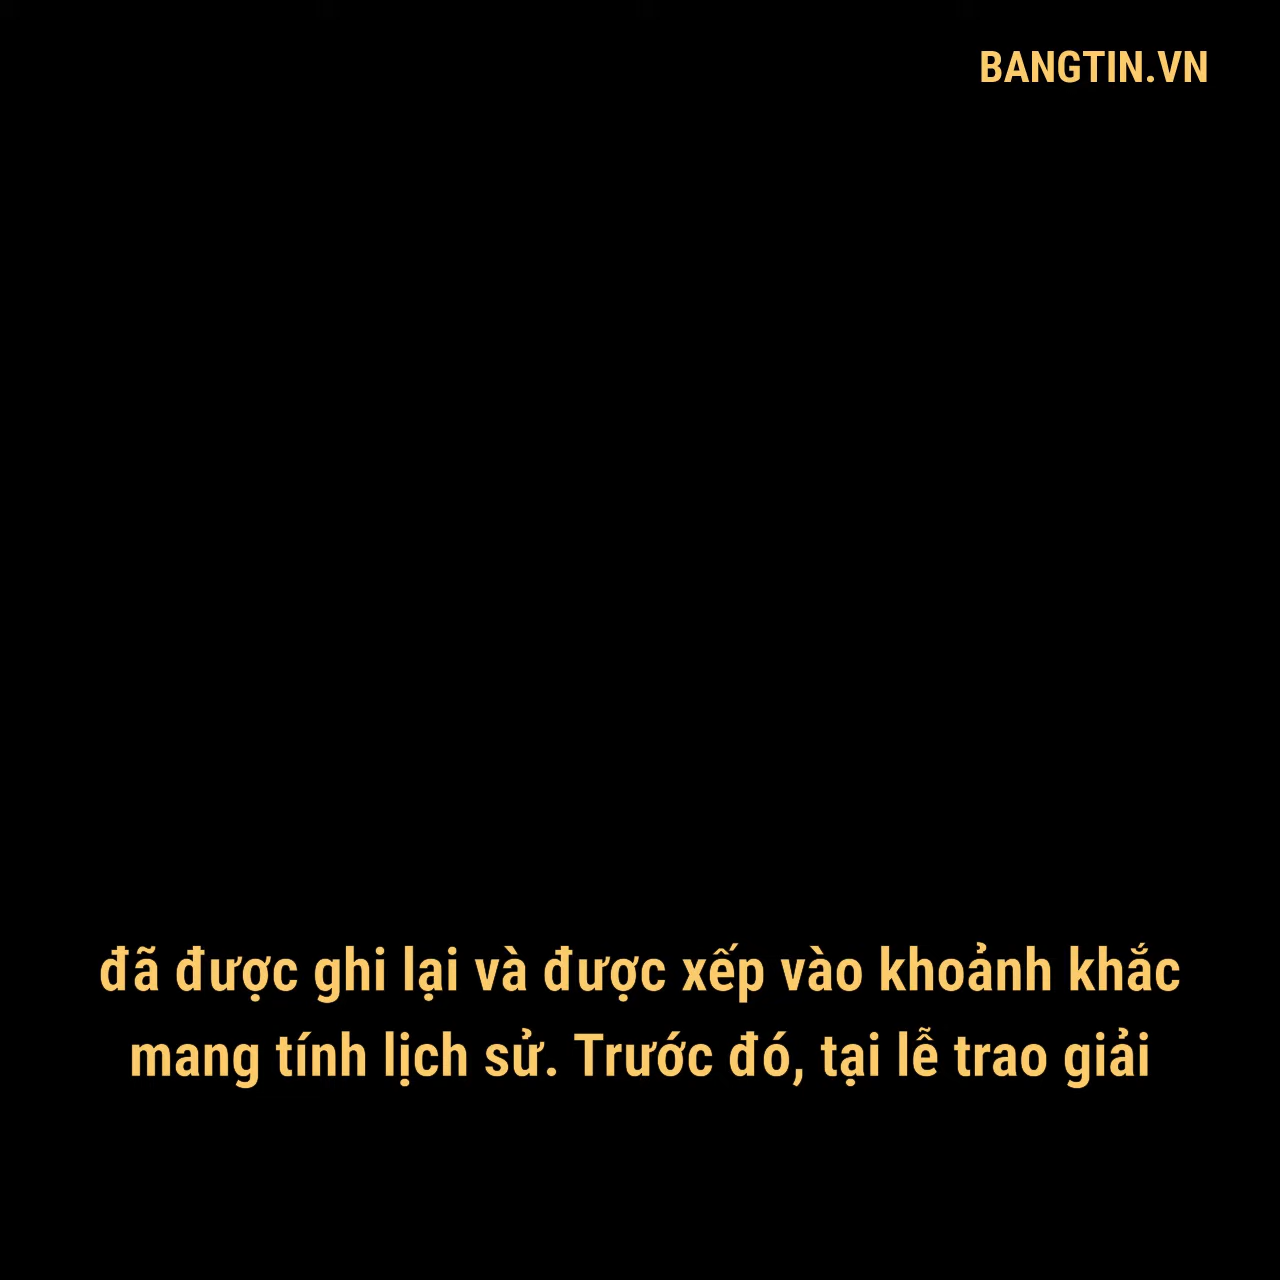 BANGTIN.VN
đã được ghi lại và được xếp vào khoảnh khắc
mang tính lịch sử. Trước đó, tại lễ trao giải